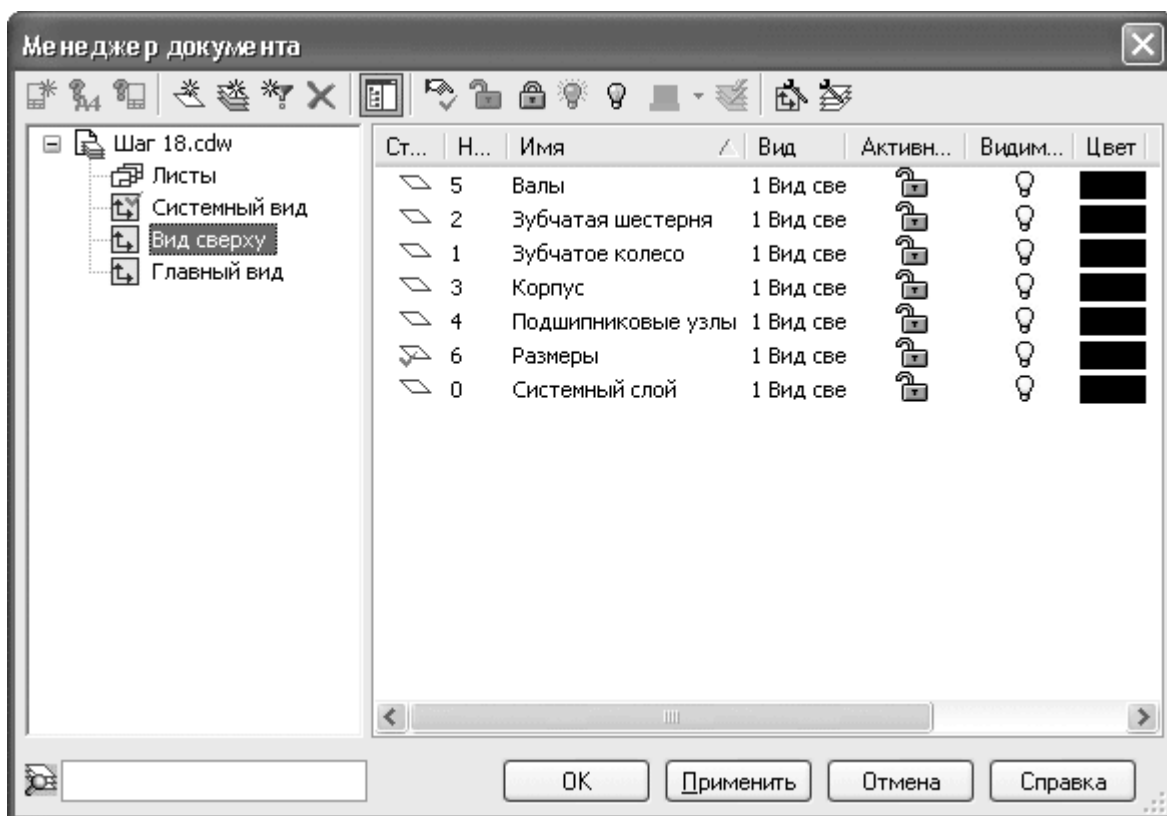 Менеджер документа
A4
Шаг 18.cdw
Листы
Системный вид
Вид сверху
Главный вид
Ст... Н... Имя Вид Активн... Видим... Цвет
5 Валы 1 Вид све
2 Зубчатая шестерня 1 Вид све
1 Зубчатое колесо 1 Вид све
3 Корпус 1 Вид све
4 Подшипниковые узлы 1 Вид све
6 Размеры 1 Вид све
0 Системный слой 1 Вид све
ОК Применить Отмена Справка